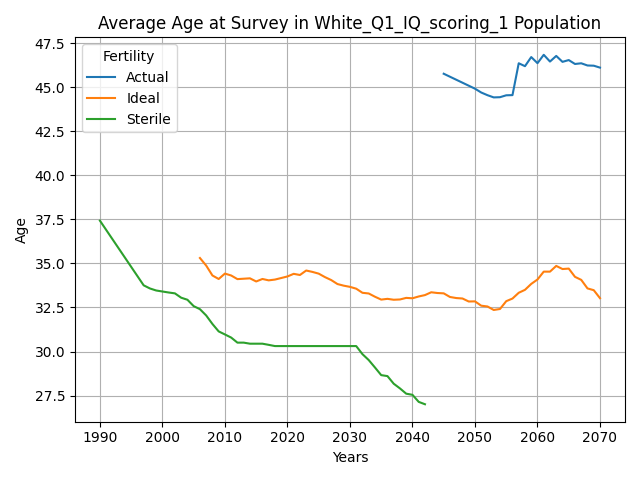 Average Age at Survey in White_Q1_IQ_scoring_1 Population
Fertility
Actual
Ideal
Sterile
47.5
45.0
42.5
40.0
37.5
35.0
32.5
30.0
27.5
Age
1990 2000 2010 2020 2030 2040 2050 2060 2070
Years